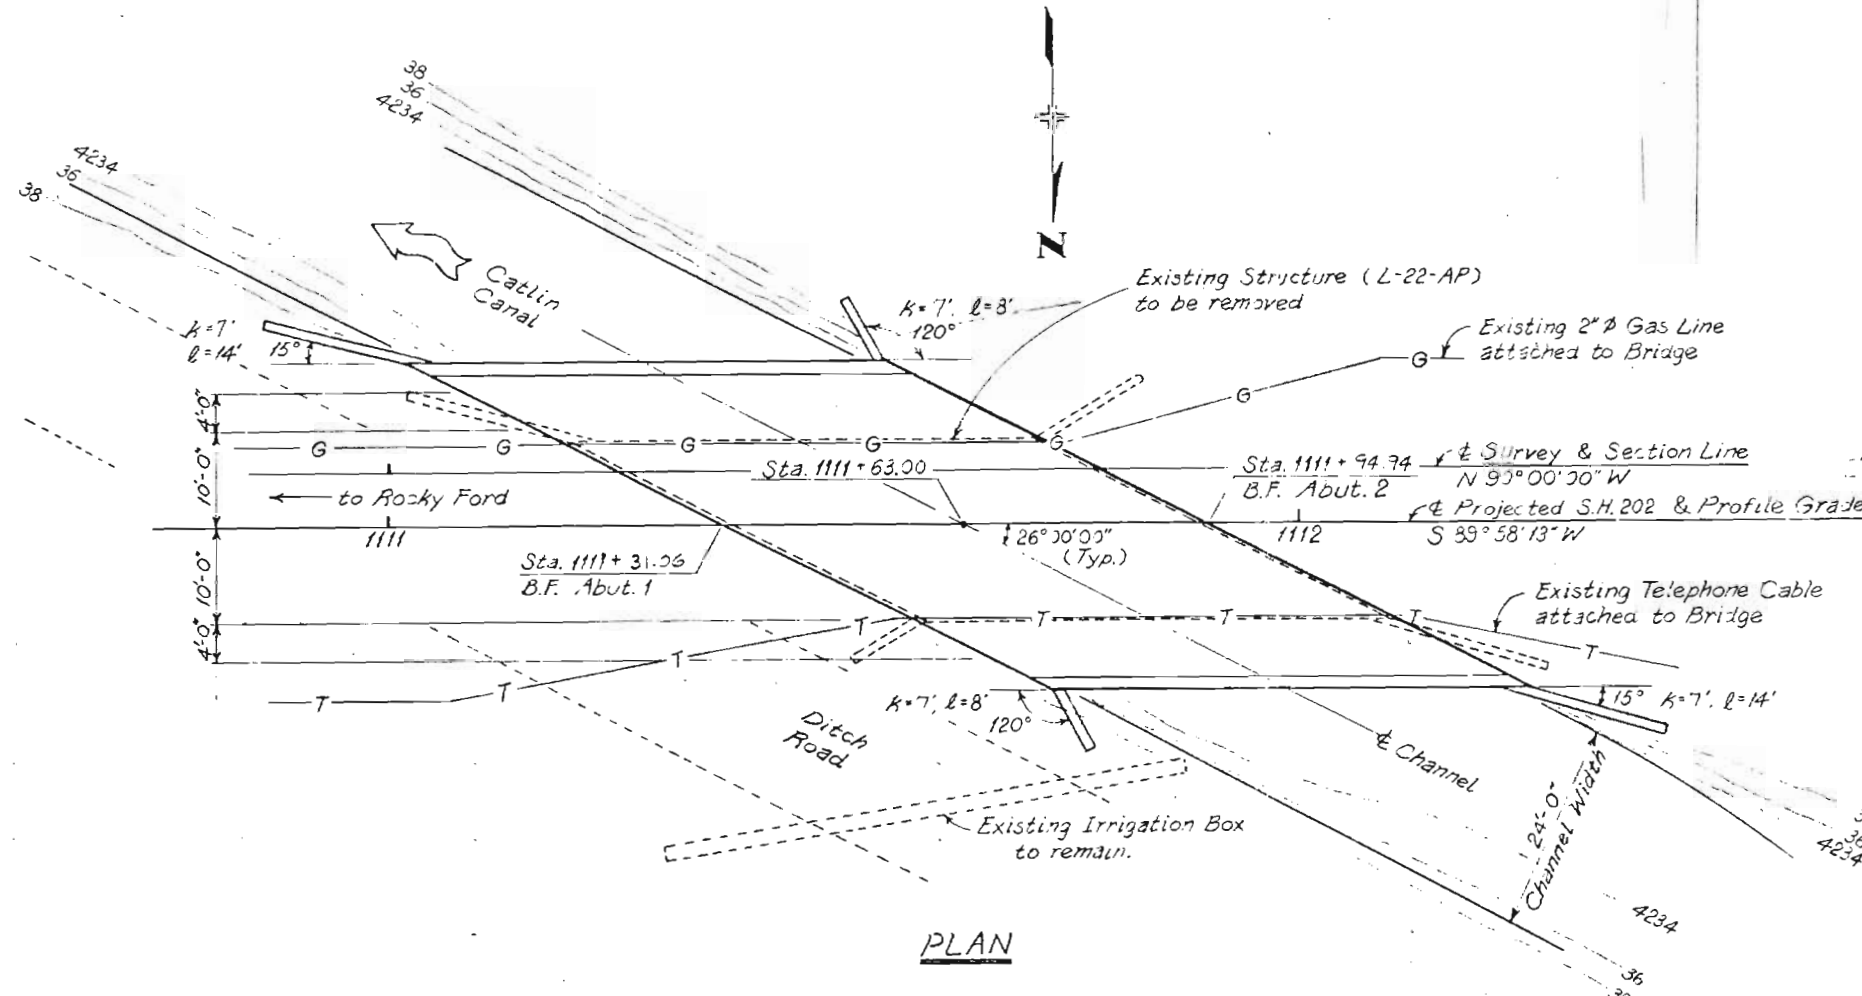 38
36
4234
4234
36
38
N
Catlin
Canal
Existing Structure (L-22-AP)
to be removed
K=7'. ℓ=8'
120°
K=7'
ℓ=14'
15°
Existing 2" Ø Gas Line
attached to Bridge
G
G
4'-0"
G G G G G
10'-0"
Sta. 1111+63.00
Sta. 1111+94.94
B.F. Abut. 2
℄ Survey & Section Line
N 90°00'00" W
to Rocky Ford
℄ Projected S.H. 202 & Profile Grade
S 89°58'13" W
1111
26°00'00"
(Typ.)
1112
Sta. 1111+31.06
B.F. Abut. 1
10'-0"
Existing Telephone Cable
attached to Bridge
4'-0"
T T T T
T
T
T
T
K=7', ℓ=8'
120°
15° K=7'. ℓ=14'
Ditch
Road
℄ Channel
24'-0"
Channel Width
Existing Irrigation Box
to remain.
36
4234
4234
36
PLAN